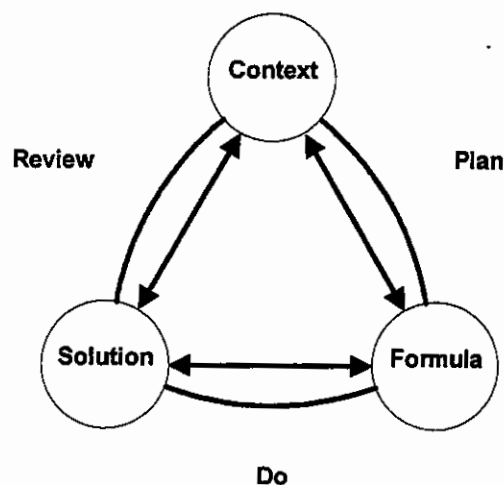 Context
Review
Plan
Solution
Formula
Do